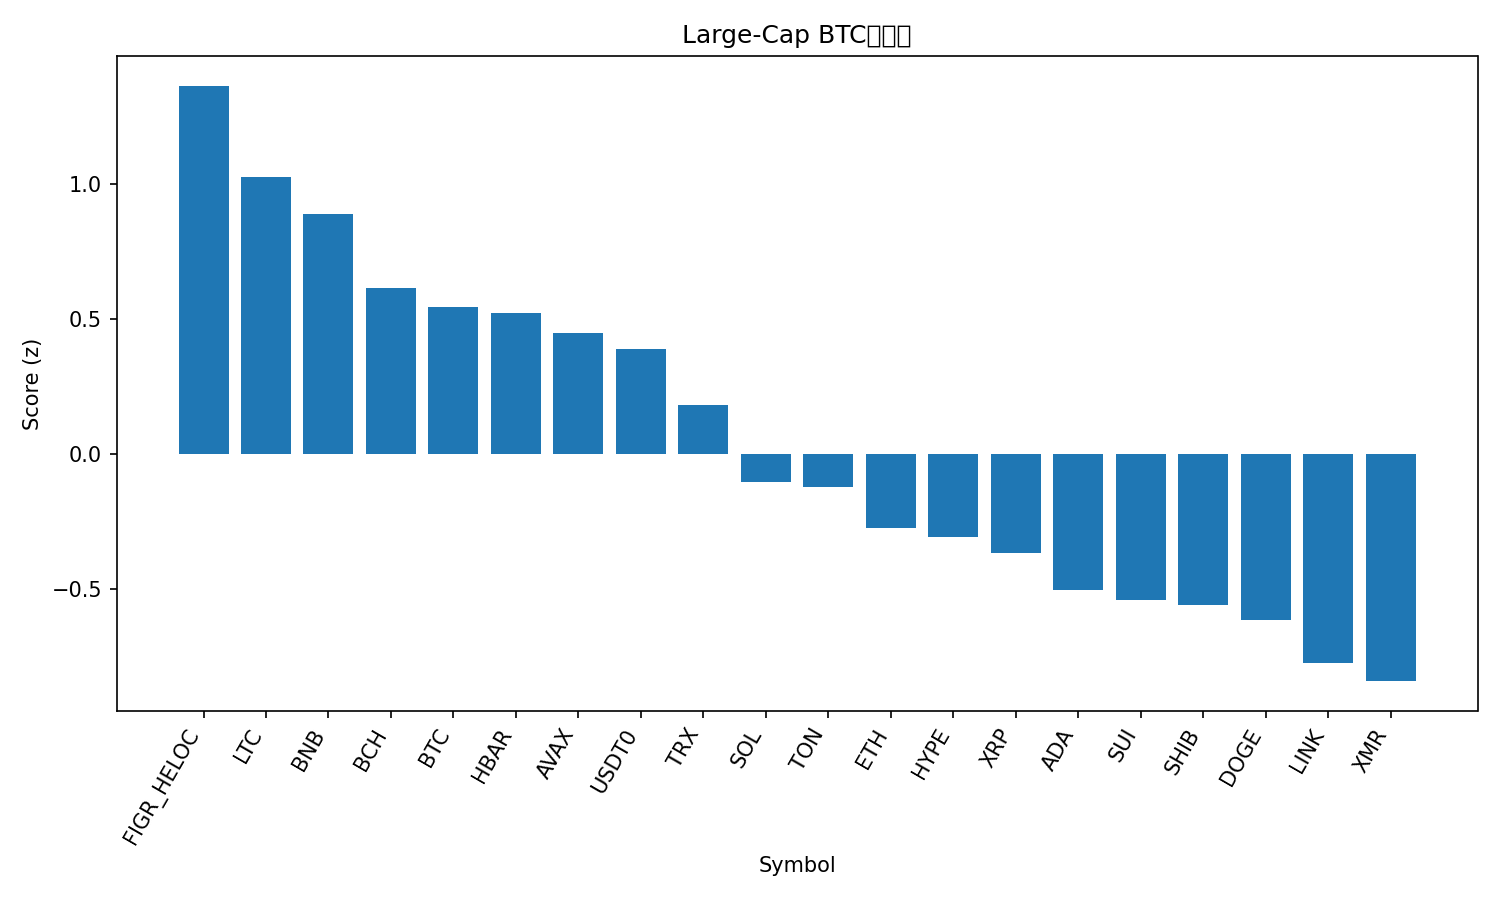 Large-Cap BTC□□□
1.0
0.5
0.0
−0.5
Score (z)
FIGR_HELOC
LTC
BNB
BCH
BTC
HBAR
AVAX
USDT0
TRX
SOL
TON
ETH
HYPE
XRP
ADA
SUI
SHIB
DOGE
LINK
XMR
Symbol